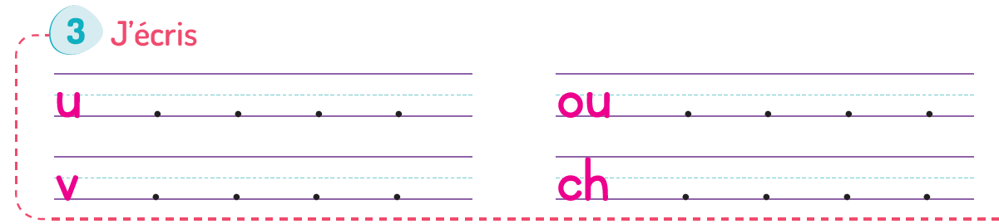 3 J'écris
u . . . .
ou . . . .
v . . . .
ch . . . .